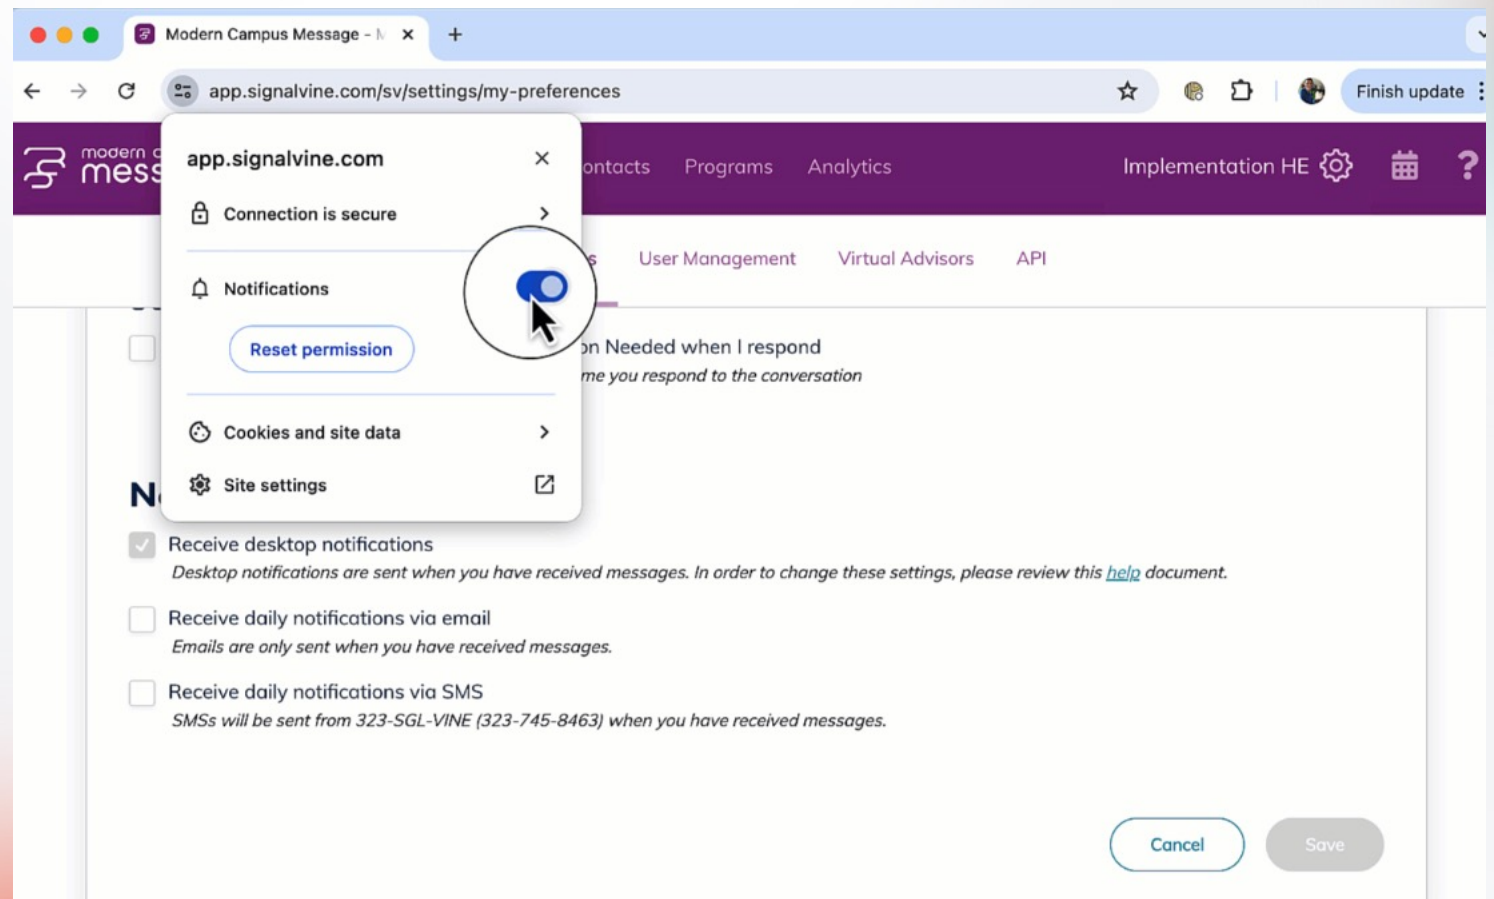 Modern Campus Message -
app.signalvine.com/sv/settings/my-preferences
Finish update
modern
mess
Programs
Analytics
Implementation HE
?
app.signalvine.com
Connection is secure
User Management
Virtual Advisors
API
Notifications
Reset permission
Needed when I respond
me you respond to the conversation
Cookies and site data
Site settings
Receive desktop notifications
Desktop notifications are sent when you have received messages. In order to change these settings, please review this help document.
Receive daily notifications via email
Emails are only sent when you have received messages.
Receive daily notifications via SMS
SMSs will be sent from 323-SGL-VINE (323-745-8463) when you have received messages.
Cancel
Save